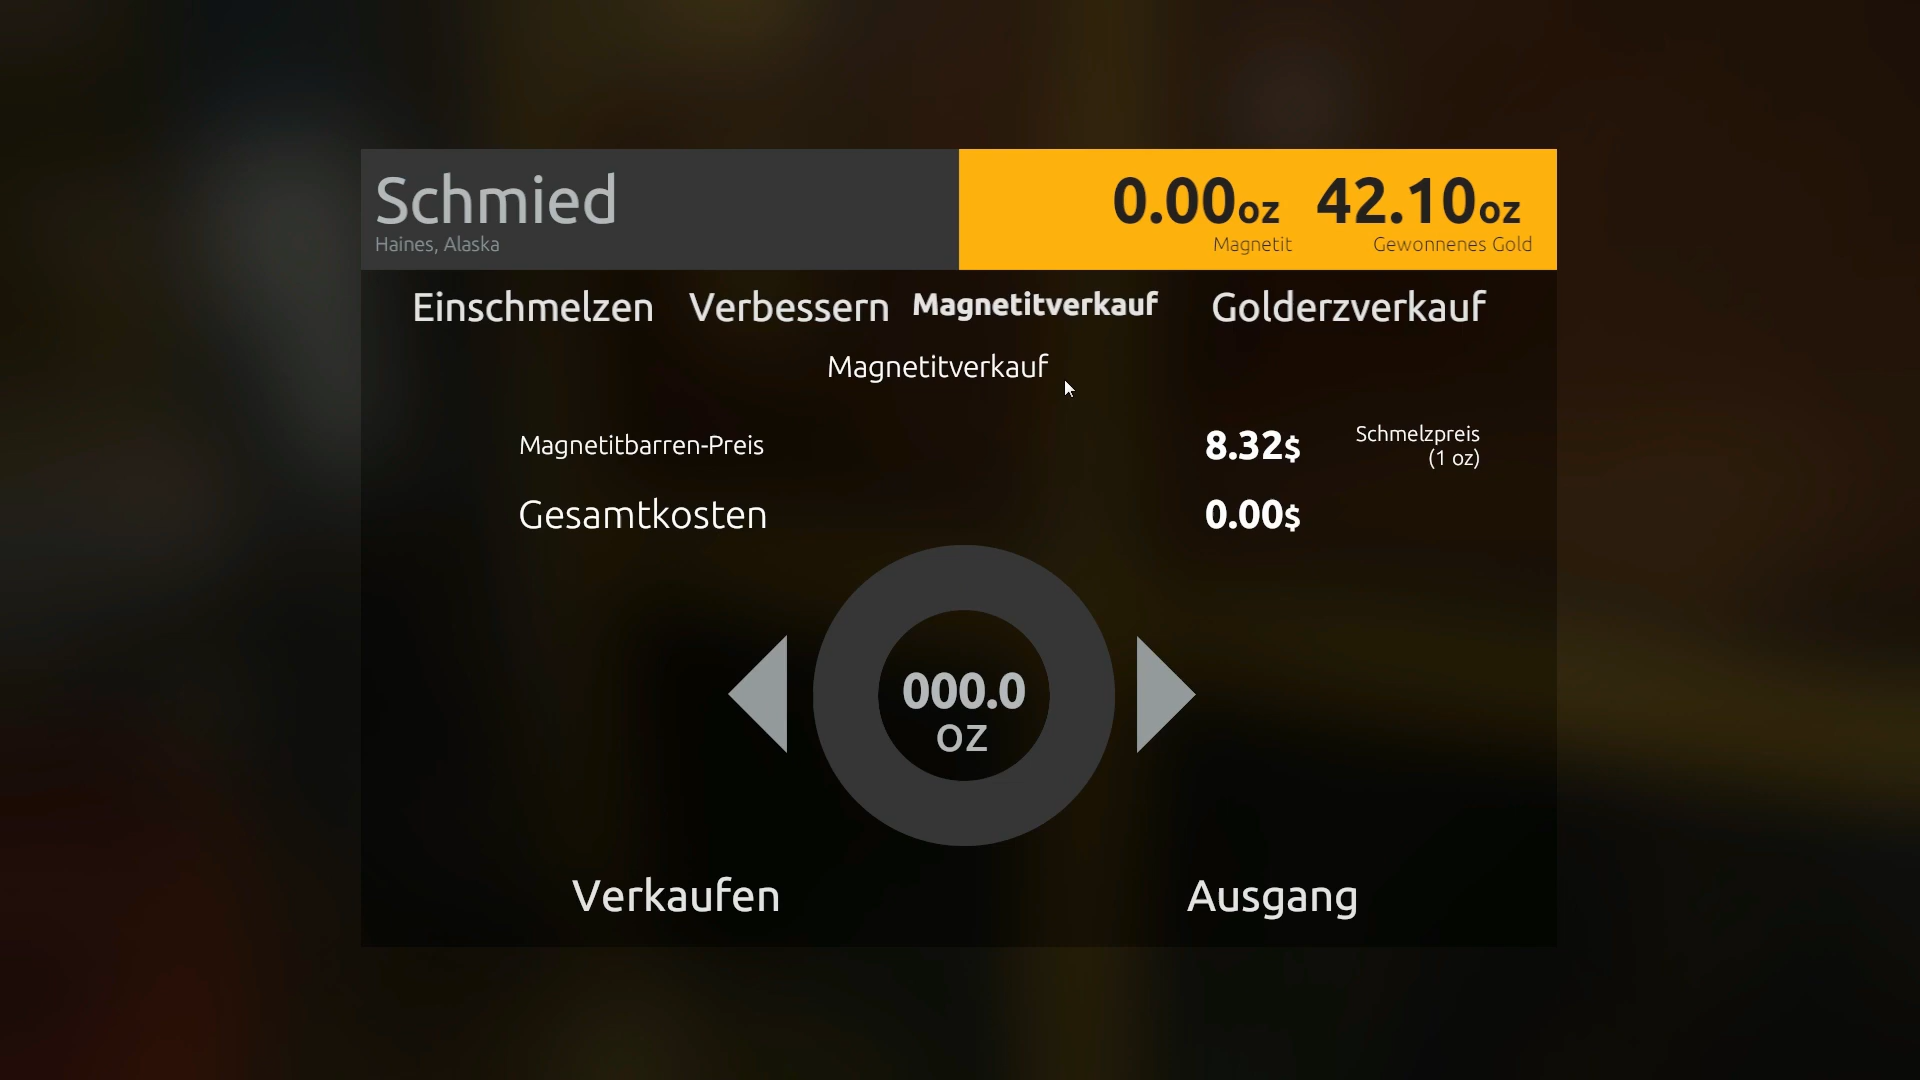 Schmied
Haines, Alaska
0.00oz 42.10oz
Magnetit Gewonnenes Gold
Einschmelzen Verbessern Magnetitverkauf Golderzverkauf
Magnetitverkauf
Magnetitbarren-Preis 8.32$ Schmelzpreis
(1 oz)
Gesamtkosten 0.00$
000.0
oz
Verkaufen Ausgang